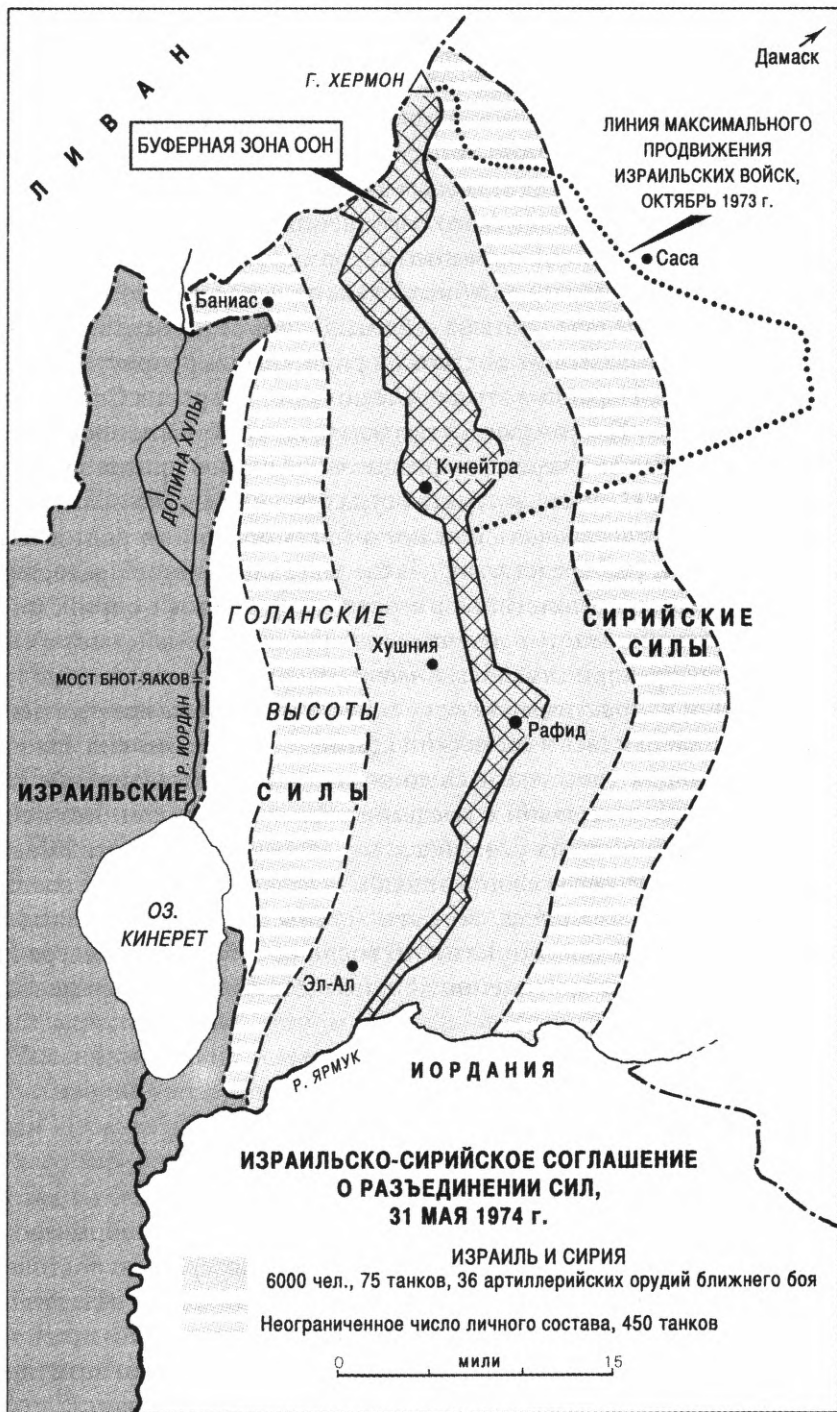 ЛИВАН
Дамаск
Г. ХЕРМОН
БУФЕРНАЯ ЗОНА ООН
ЛИНИЯ МАКСИМАЛЬНОГО
ПРОДВИЖЕНИЯ
ИЗРАИЛЬСКИХ ВОЙСК,
ОКТЯБРЬ 1973 г.
Саса
Баниас
ДОЛИНА ХУЛЫ
Кунейтра
ГОЛАНСКИЕ
ВЫСОТЫ
СИРИЙСКИЕ
СИЛЫ
Хушния
МОСТ БНОТ-ЯАКОВ
Р. ИОРДАН
Рафид
ИЗРАИЛЬСКИЕ СИЛЫ
ОЗ.
КИНЕРЕТ
Эл-Ал
Р. ЯРМУК
ИОРДАНИЯ
ИЗРАИЛЬСКО-СИРИЙСКОЕ СОГЛАШЕНИЕ
О РАЗЪЕДИНЕНИИ СИЛ,
31 МАЯ 1974 г.
ИЗРАИЛЬ И СИРИЯ
6000 чел., 75 танков, 36 артиллерийских орудий ближнего боя
Неограниченное число личного состава, 450 танков
0 МИЛИ 15